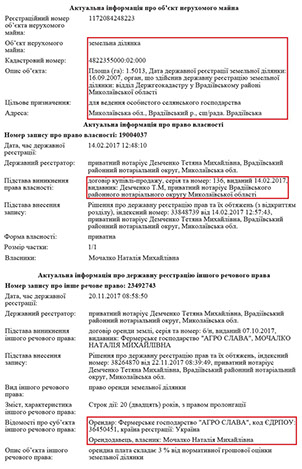 Актуальна інформація про об'єкт нерухомого майна
Реєстраційний номер об'єкта нерухомого майна: 1172084248223
Об'єкт нерухомого майна: земельна ділянка
Кадастровий номер: 4822355000:02:000
Опис об'єкта: Площа (га): 1.5013, Дата державної реєстрації земельної ділянки:
16.09.2007, орган, що здійснив державну реєстрацію земельної
ділянки: відділ Держгеокадастру у Врадіївському районі
Миколаївської області
Цільове призначення: для ведення особистого селянського господарства
Адреса: Миколаївська обл., Врадіївський р., сш/рада. Врадіївська
Актуальна інформація про право власності
Номер запису про право власності: 19004037
Дата, час державної реєстрації: 14.02.2017 12:48:10
Державний реєстратор: приватний нотаріус Демченко Тетяна Михайлівна, Врадіївський
районний нотаріальний округ, Миколаївська обл.
Підстава виникнення права власності: договір купівлі-продажу, серія та номер: 136, виданий 14.02.2017,
видавник: Демченко Т.М, приватний нотаріус Врадіївського
районного нотаріального округу Миколаївської області
Підстава внесення запису: Рішення про державну реєстрацію прав та їх обтяжень (з відкриттям
розділу), індексний номер: 33848739 від 14.02.2017 12:57:43,
приватний нотаріус Демченко Тетяна Михайлівна, Врадіївський
районний нотаріальний округ, Миколаївська обл.
Форма власності: приватна
Розмір частки: 1/1
Власники: Мочалко Наталія Михайлівна
Актуальна інформація про державну реєстрацію іншого речового права
Номер запису про інше речове право: 23492743
Дата, час державної реєстрації: 20.11.2017 08:58:50
Державний реєстратор: приватний нотаріус Демченко Тетяна Михайлівна, Врадіївський
районний нотаріальний округ, Миколаївська обл.
Підстава виникнення іншого речового права: договір оренди землі, серія та номер: б/н, виданий 07.10.2017,
видавник: Фермерське господарство "АГРО СЛАВА", МОЧАЛКО
НАТАЛІЯ МИХАЙЛІВНА
Підстава внесення запису: Рішення про державну реєстрацію прав та їх обтяжень, індексний
номер: 38264870 від 22.11.2017 08:39:49, приватний нотаріус
Демченко Тетяна Михайлівна, Врадіївський районний нотаріальний
округ, Миколаївська обл.
Вид іншого речового права: право оренди земельної ділянки
Зміст, характеристика іншого речового права: Строк дії: 20 (двадцять) років, з правом пролонгації
Відомості про суб'єкта іншого речового права: Орендар: Фермерське господарство "АГРО СЛАВА", код ЄДРПОУ:
36450451, країна реєстрації: Україна
Орендодавець, власник: Мочалко Наталія Михайлівна
Опис об'єкта іншого речового права: орендна плата складає 3 % від нормативної грошової оцінки
земельної ділянки